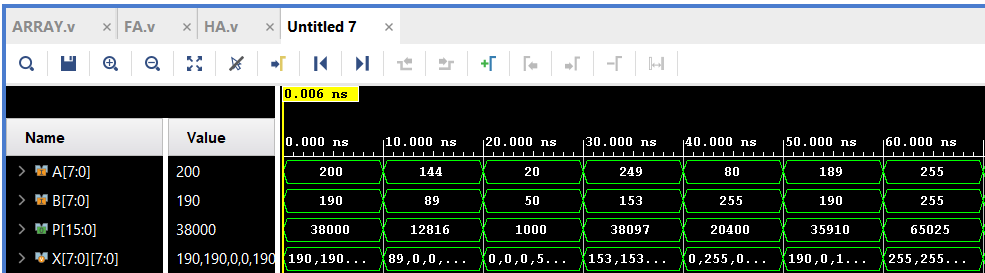 ARRAY.v × FA.v × HA.v × Untitled 7 ×
0.006 ns
Name Value 0.000 ns 10.000 ns 20.000 ns 30.000 ns 40.000 ns 50.000 ns 60.000 ns
A[7:0] 200 200 144 20 249 80 189 255
B[7:0] 190 190 89 50 153 255 190 255
P[15:0] 38000 38000 12816 1000 38097 20400 35910 65025
X[7:0][7:0] 190,190,0,0,190 190,190... 89,0,0,... 0,0,0,5... 153,153... 0,255,0... 190,0,1... 255,255...